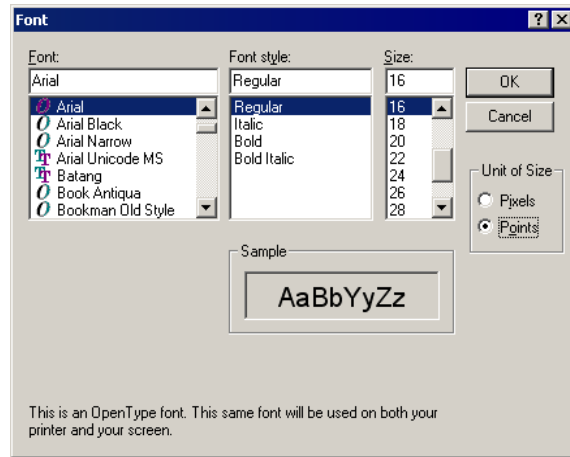 Font
Font: Font style: Size:
Arial Regular 16 OK
Arial Regular 16
Arial Black Italic 18 Cancel
Arial Narrow Bold 20
Arial Unicode MS Bold Italic 22
Batang 24 Unit of Size
Book Antiqua 26 Pixels
Bookman Old Style 28 Points
Sample
AaBbYyZz
This is an OpenType font. This same font will be used on both your
printer and your screen.